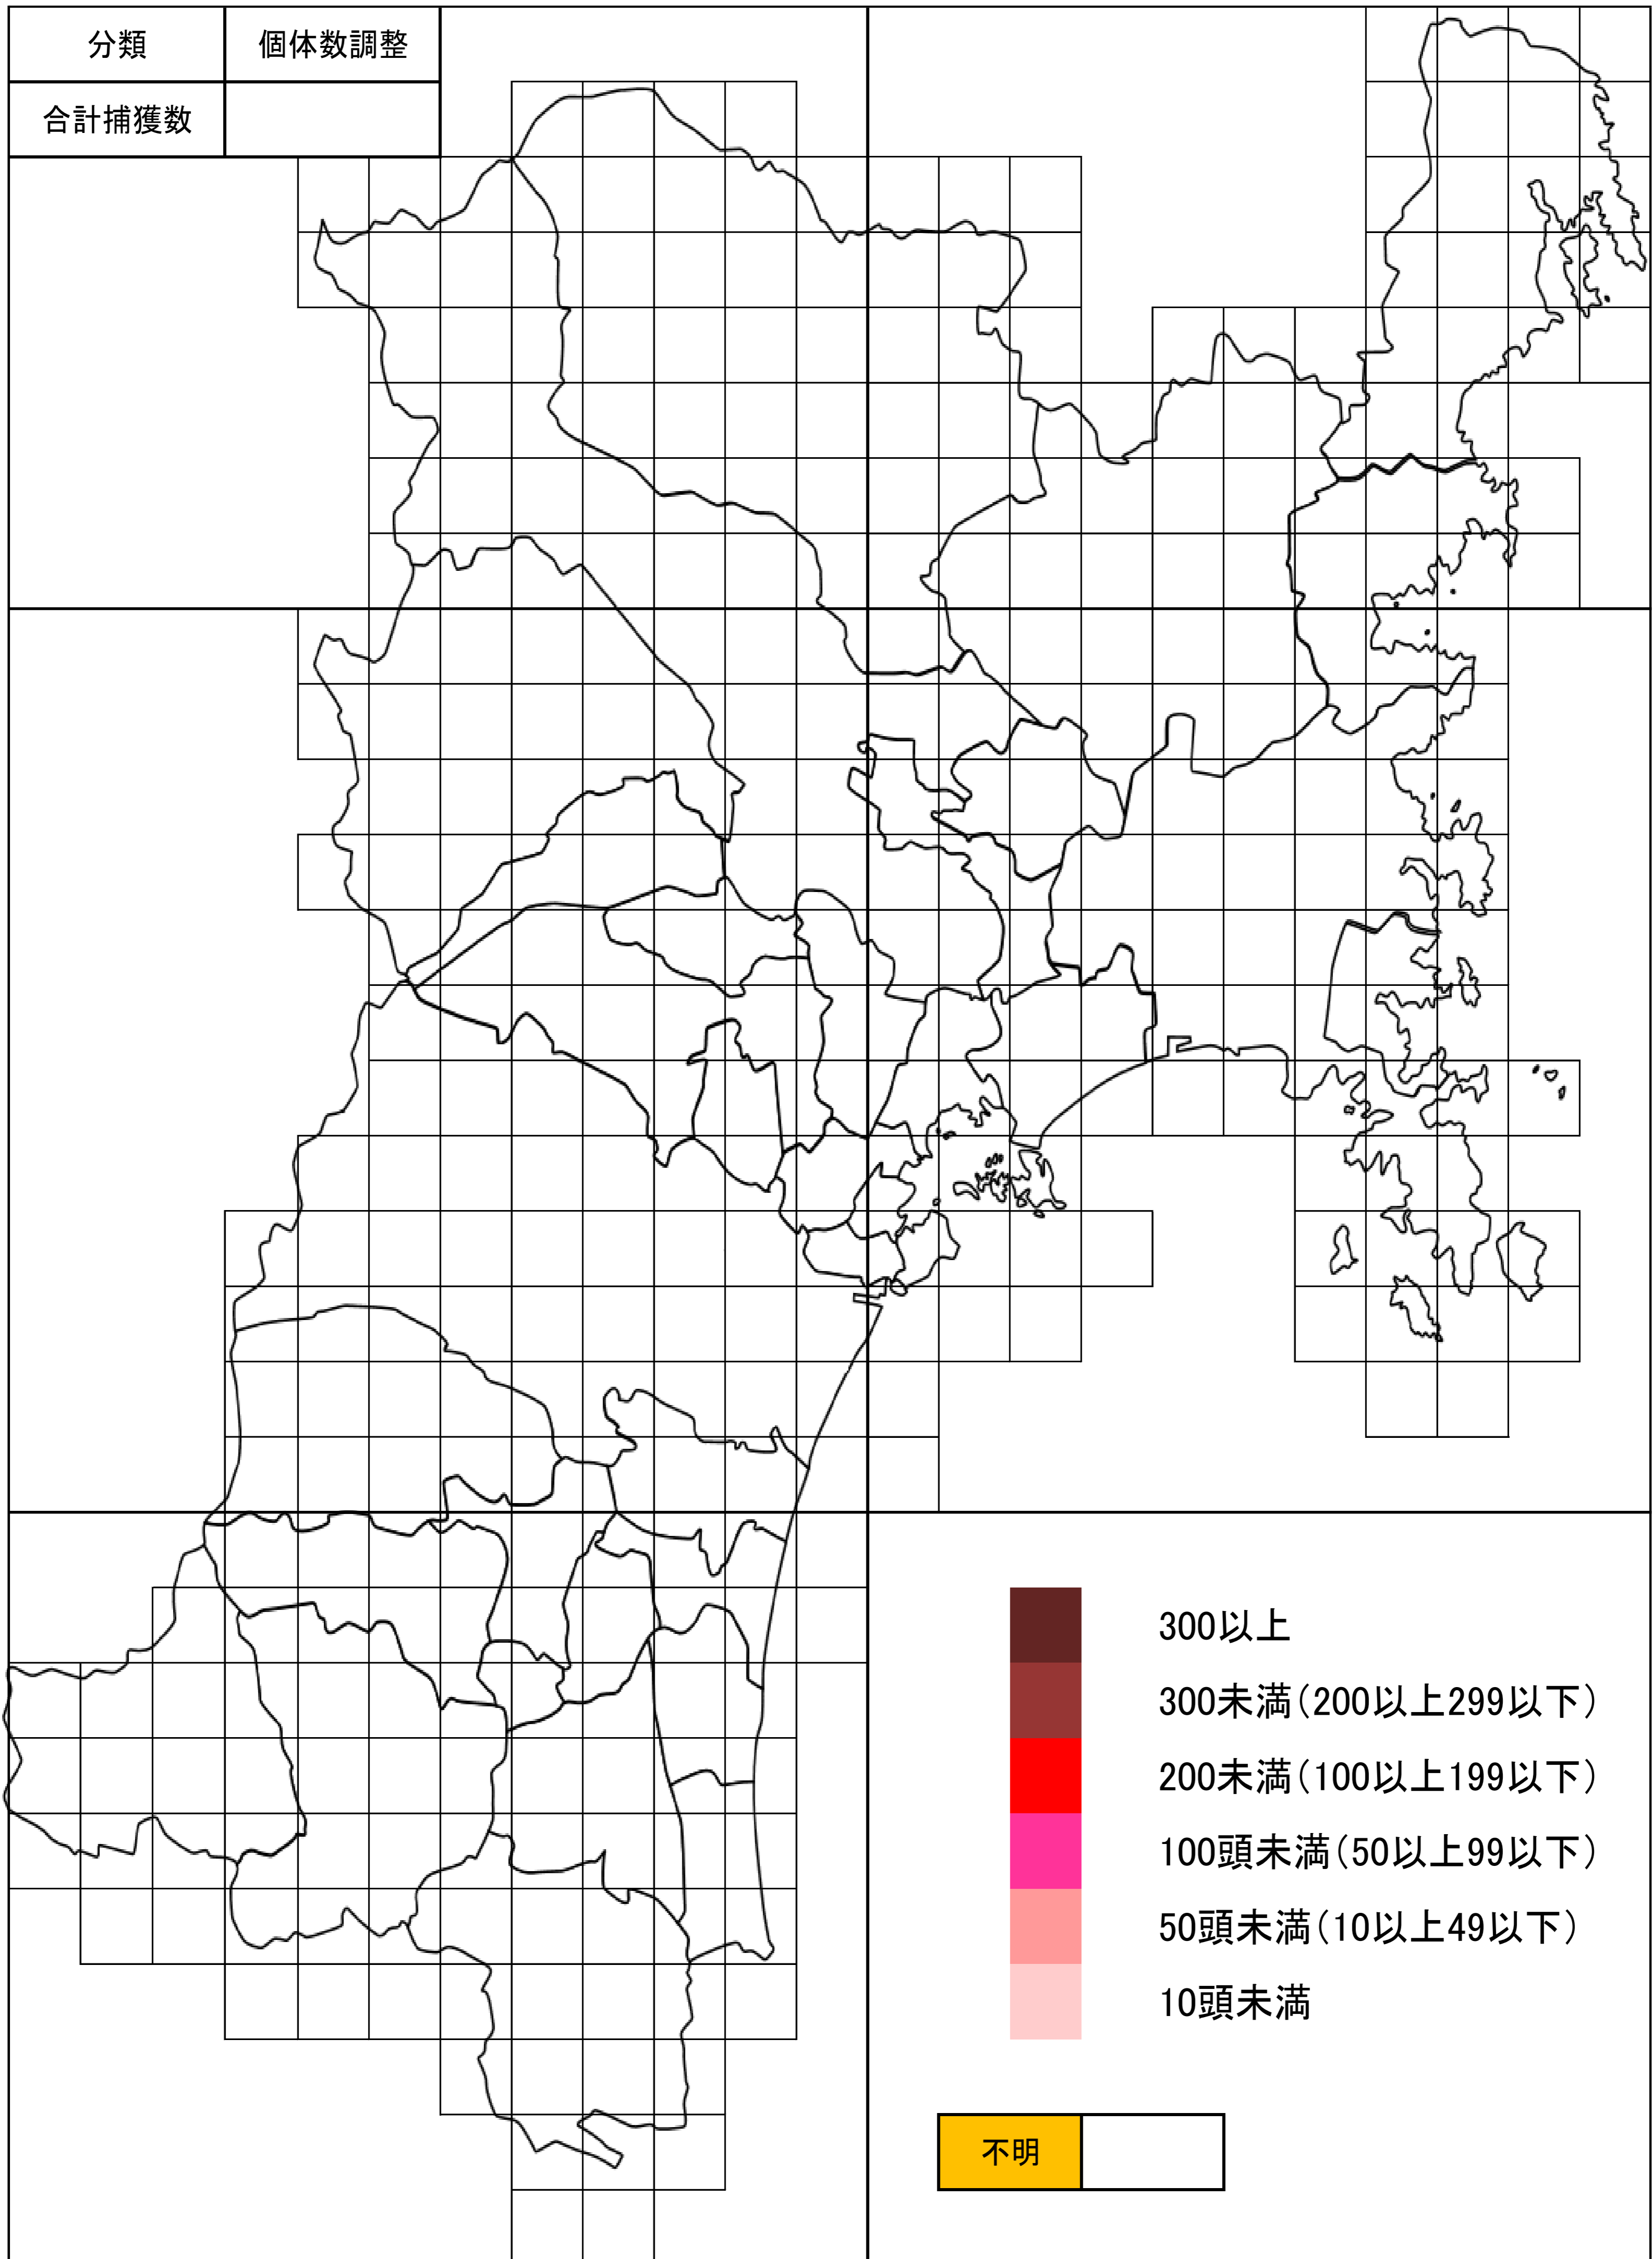 分類 個体数調整
合計捕獲数
300以上
300未満(200以上299以下)
200未満(100以上199以下)
100頭未満(50以上99以下)
50頭未満(10以上49以下)
10頭未満
不明